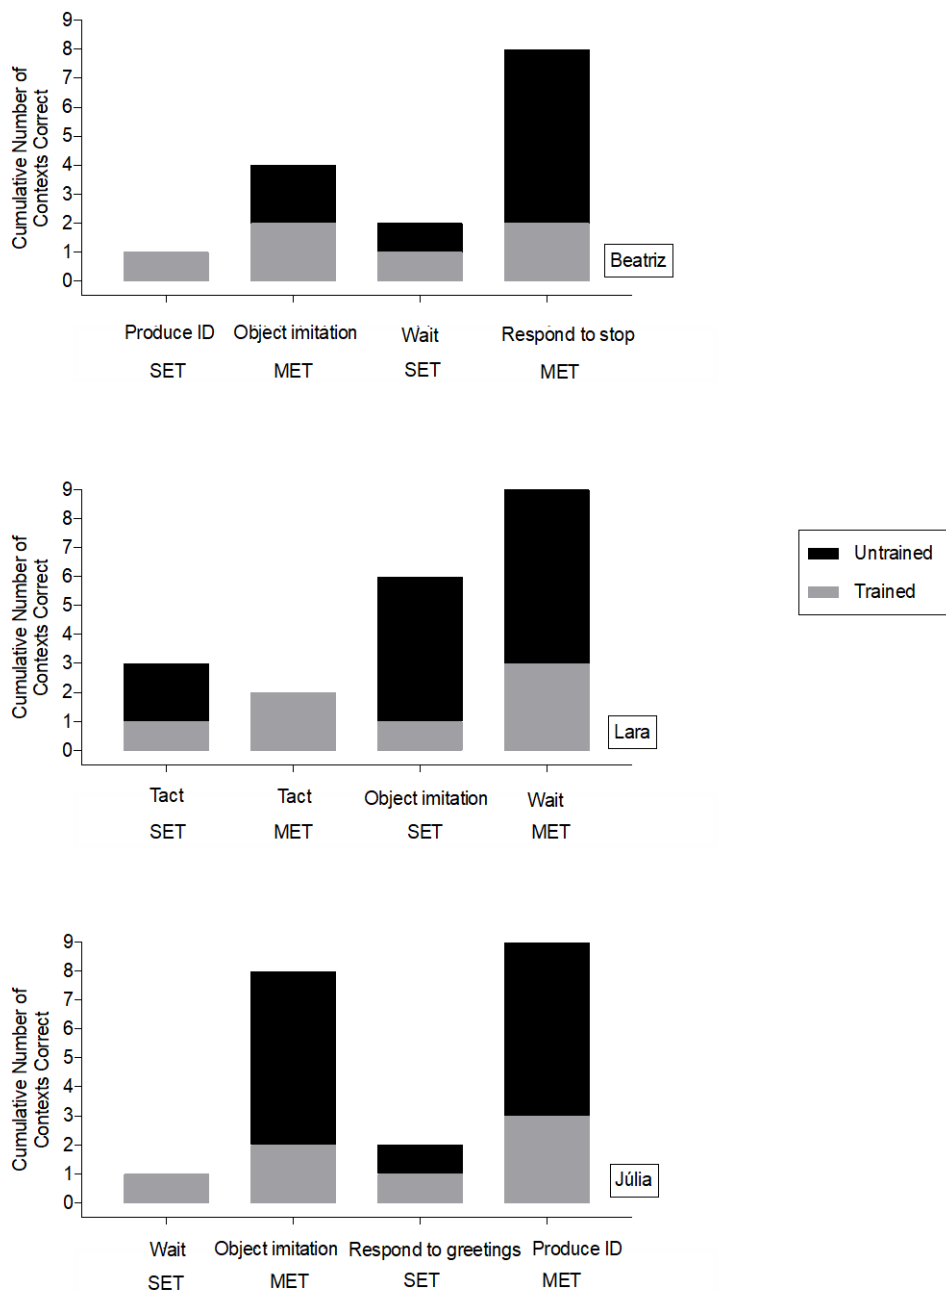 Cumulative Number of
Contexts Correct
9
8
7
6
5
4
3
2
1
0
Beatriz
Produce ID Object imitation Wait Respond to stop
SET MET SET MET
Cumulative Number of
Contexts Correct
9
8
7
6
5
4
3
2
1
0
Lara
Tact Tact Object imitation Wait
SET MET SET MET
Untrained
Trained
Cumulative Number of
Contexts Correct
9
8
7
6
5
4
3
2
1
0
Júlia
Wait Object imitation Respond to greetings Produce ID
SET MET SET MET